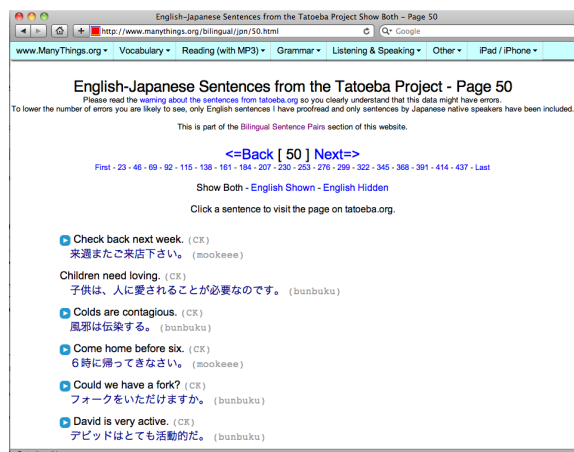 English-Japanese Sentences from the Tatoeba Project Show Both - Page 50
http://www.manythings.org/bilingual/jpn/50.html
Google
www.ManyThings.org ▾ Vocabulary ▾ Reading (with MP3) ▾ Grammar ▾ Listening & Speaking ▾ Other ▾ iPad / iPhone ▾
English-Japanese Sentences from the Tatoeba Project - Page 50
Please read the warning about the sentences from tatoeba.org so you clearly understand that this data might have errors.
To lower the number of errors you are likely to see, only English sentences I have proofread and only sentences by Japanese native speakers have been included.
This is part of the Bilingual Sentence Pairs section of this website.
<=Back [ 50 ] Next=>
First - 23 - 46 - 69 - 92 - 115 - 138 - 161 - 184 - 207 - 230 - 253 - 276 - 299 - 322 - 345 - 368 - 391 - 414 - 437 - Last
Show Both - English Shown - English Hidden
Click a sentence to visit the page on tatoeba.org.
Check back next week. (CK)
来週またご来店下さい。 (mookeee)
Children need loving. (CK)
子供は、人に愛されることが必要なのです。 (bunbuku)
Colds are contagious. (CK)
風邪は伝染する。 (bunbuku)
Come home before six. (CK)
６時に帰ってきなさい。 (mookeee)
Could we have a fork? (CK)
フォークをいただけますか。 (bunbuku)
David is very active. (CK)
デビッドはとても活動的だ。 (bunbuku)